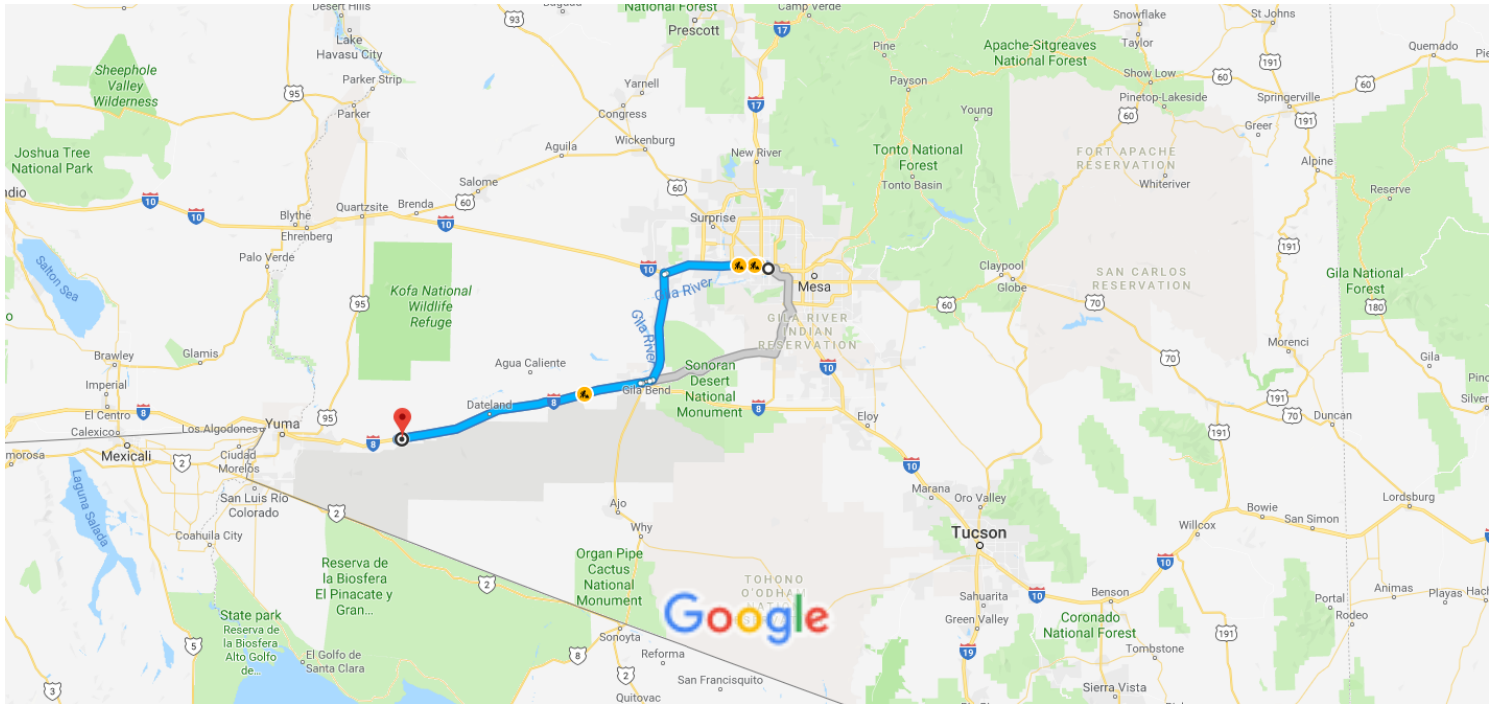 Desert Hills
National Forest
Camp Verde
Snowflake
St Johns
93
Prescott
17
Taylor
191
Quemado
Lake
Havasu City
Pine
Apache-Sitgreaves
National Forest
Show Low
60
60
Sheephole
Valley
Wilderness
Parker Strip
95
Parker
Yarnell
Congress
17
Payson
Young
Pinetop-Lakeside
60
Springerville
191
Greer
Joshua Tree
National Park
Aguila
Wickenburg
New River
Tonto National
Forest
Tonto Basin
FORT APACHE
RESERVATION
Whiteriver
Alpine
Reserve
ndio
10
10
Blythe
Ehrenberg
Quartzsite
Brenda
Salome
60
10
60
Surprise
191
Palo Verde
Salton Sea
10
Gila River
Mesa
Claypool
Globe
SAN CARLOS
RESERVATION
Gila National
Forest
180
Kofa National
Wildlife
Refuge
95
60
70
Gila River
GILA RIVER
INDIAN
RESERVATION
Brawley
Glamis
Agua Caliente
Sonoran
Desert
National
Monument
10
70
Morenci
Gila
Imperial
El Centro
8
Calexico
Mexicali
2
95
Los Algodones
Yuma
8
Dateland
8
Gila Bend
8
Eloy
191
70
Duncan
Ciudad
Morelos
San Luis Río
Colorado
Laguna Salada
Coahuila City
2
10
Marana
Oro Valley
Tucson
Lordsburg
Bowie
San Simon
Willcox
Ajo
Why
Organ Pipe
Cactus
National
Monument
Reserva de
la Biosfera
El Pinacate y
Gran...
2
10
TOHONO
O'ODHAM
Google
Sahuarita
Green Valley
10
Benson
Coronado
National Forest
191
Animas
Playas
Portal
Rodeo
State park
Reserva de
la Biosfera
Alto Golfo
de...
5
El Golfo de
Santa Clara
Sonoyta
8
Reforma
2
San Francisquito
Quitovac
19
Tombstone
Sierra Vista
3